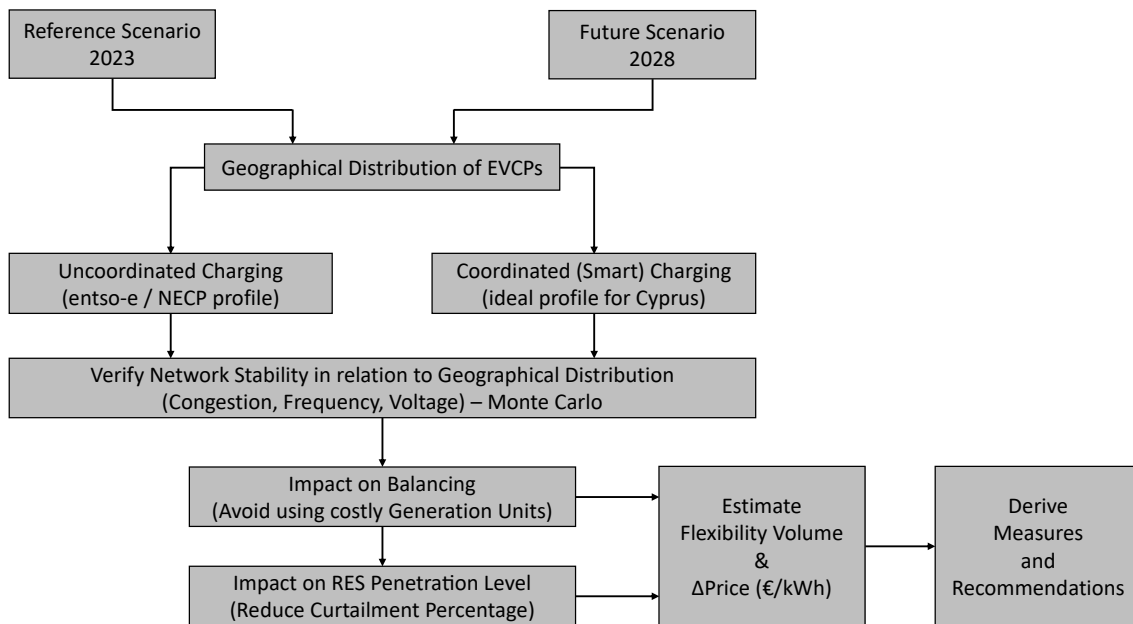 Reference Scenario
2023
Future Scenario
2028
Geographical Distribution of EVCPs
Uncoordinated Charging
(entso-e / NECP profile)
Coordinated (Smart) Charging
(ideal profile for Cyprus)
Verify Network Stability in relation to Geographical Distribution
(Congestion, Frequency, Voltage) – Monte Carlo
Impact on Balancing
(Avoid using costly Generation Units)
Impact on RES Penetration Level
(Reduce Curtailment Percentage)
Estimate
Flexibility Volume
&
ΔPrice (€/kWh)
Derive
Measures
and
Recommendations